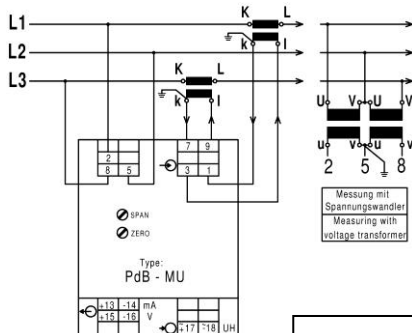 L1 K L
k l
L2
L3 K L
k l
U V U V
u v u v
2 5 8
7 9
2
8 5 3 1
SPAN
ZERO
Type:
PdB - MU
Messung mit
Spannungswandler
Measuring with
voltage transformer
+13 -14 mA
+15 -16 V
+17 -18 UH